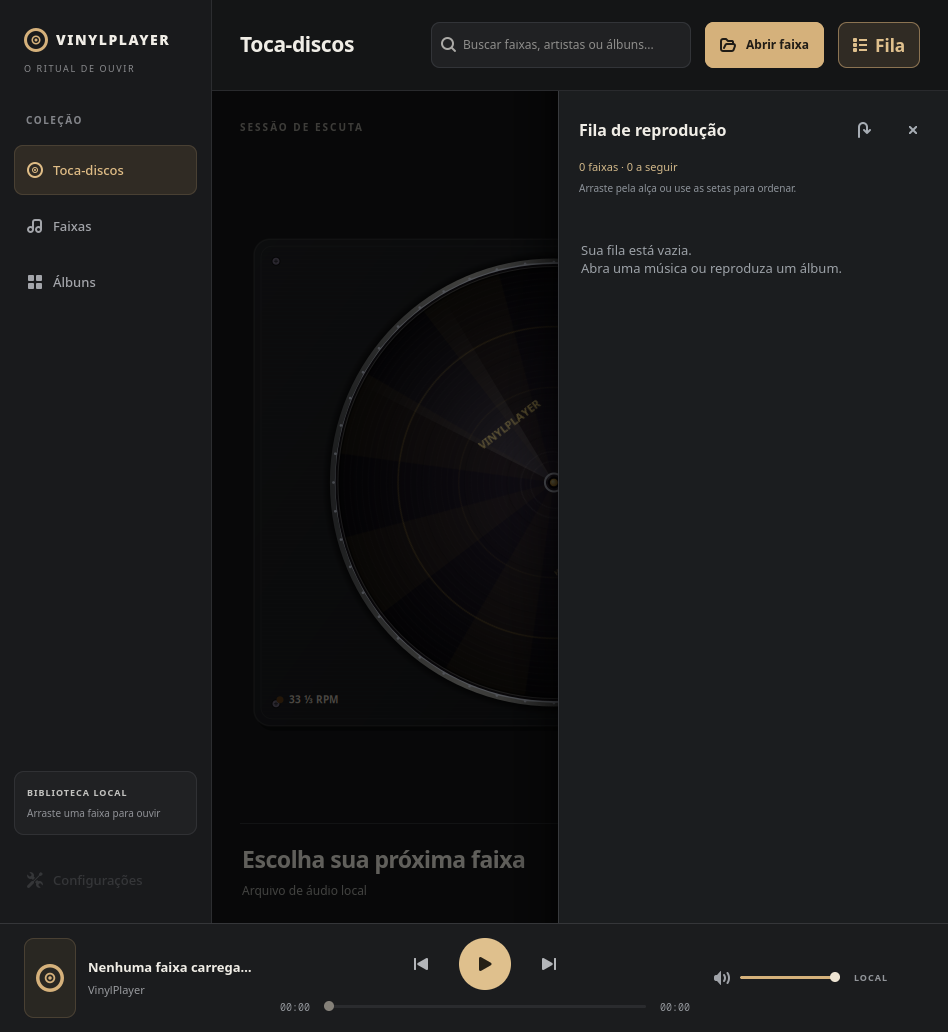 VINYLPLAYER
O RITUAL DE OUVIR
COLEÇÃO
Toca-discos
Faixas
Álbuns
BIBLIOTECA LOCAL
Arraste uma faixa para ouvir
Configurações
Toca-discos
Buscar faixas, artistas ou álbuns...
Abrir faixa
Fila
SESSÃO DE ESCUTA
VINYLPLAYER
33 ⅓ RPM
Escolha sua próxima faixa
Arquivo de áudio local
Fila de reprodução
0 faixas · 0 a seguir
Arraste pela alça ou use as setas para ordenar.
Sua fila está vazia.
Abra uma música ou reproduza um álbum.
Nenhuma faixa carrega...
VinylPlayer
00:00
00:00
LOCAL